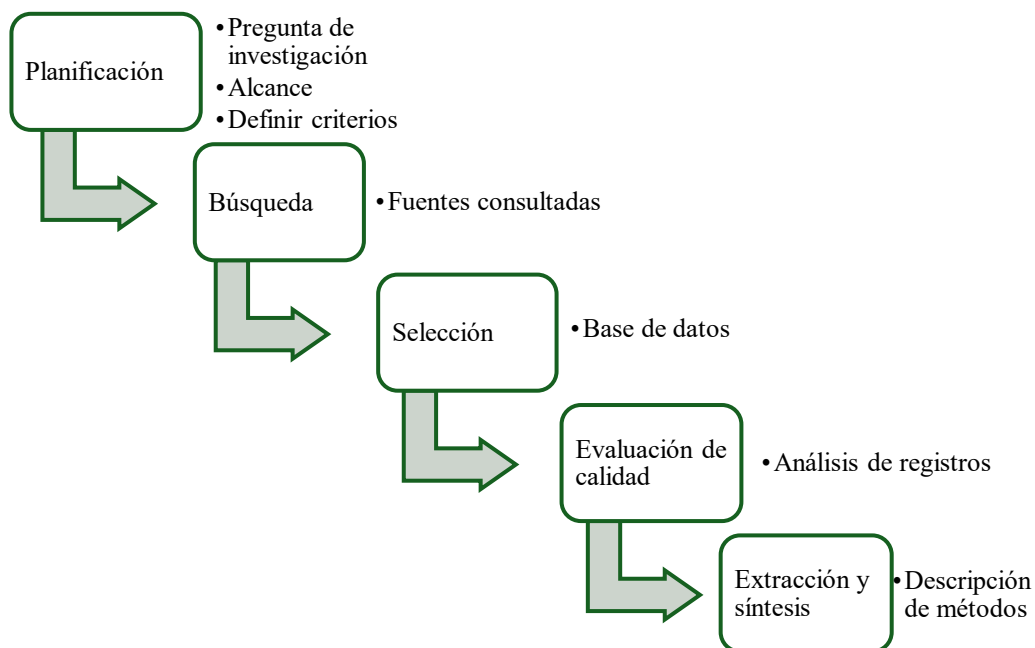 Planificación
•Pregunta de
investigación
•Alcance
•Definir criterios
Búsqueda
•Fuentes consultadas
Selección
•Base de datos
Evaluación de
calidad
•Análisis de registros
Extracción y
síntesis
•Descripción
de métodos